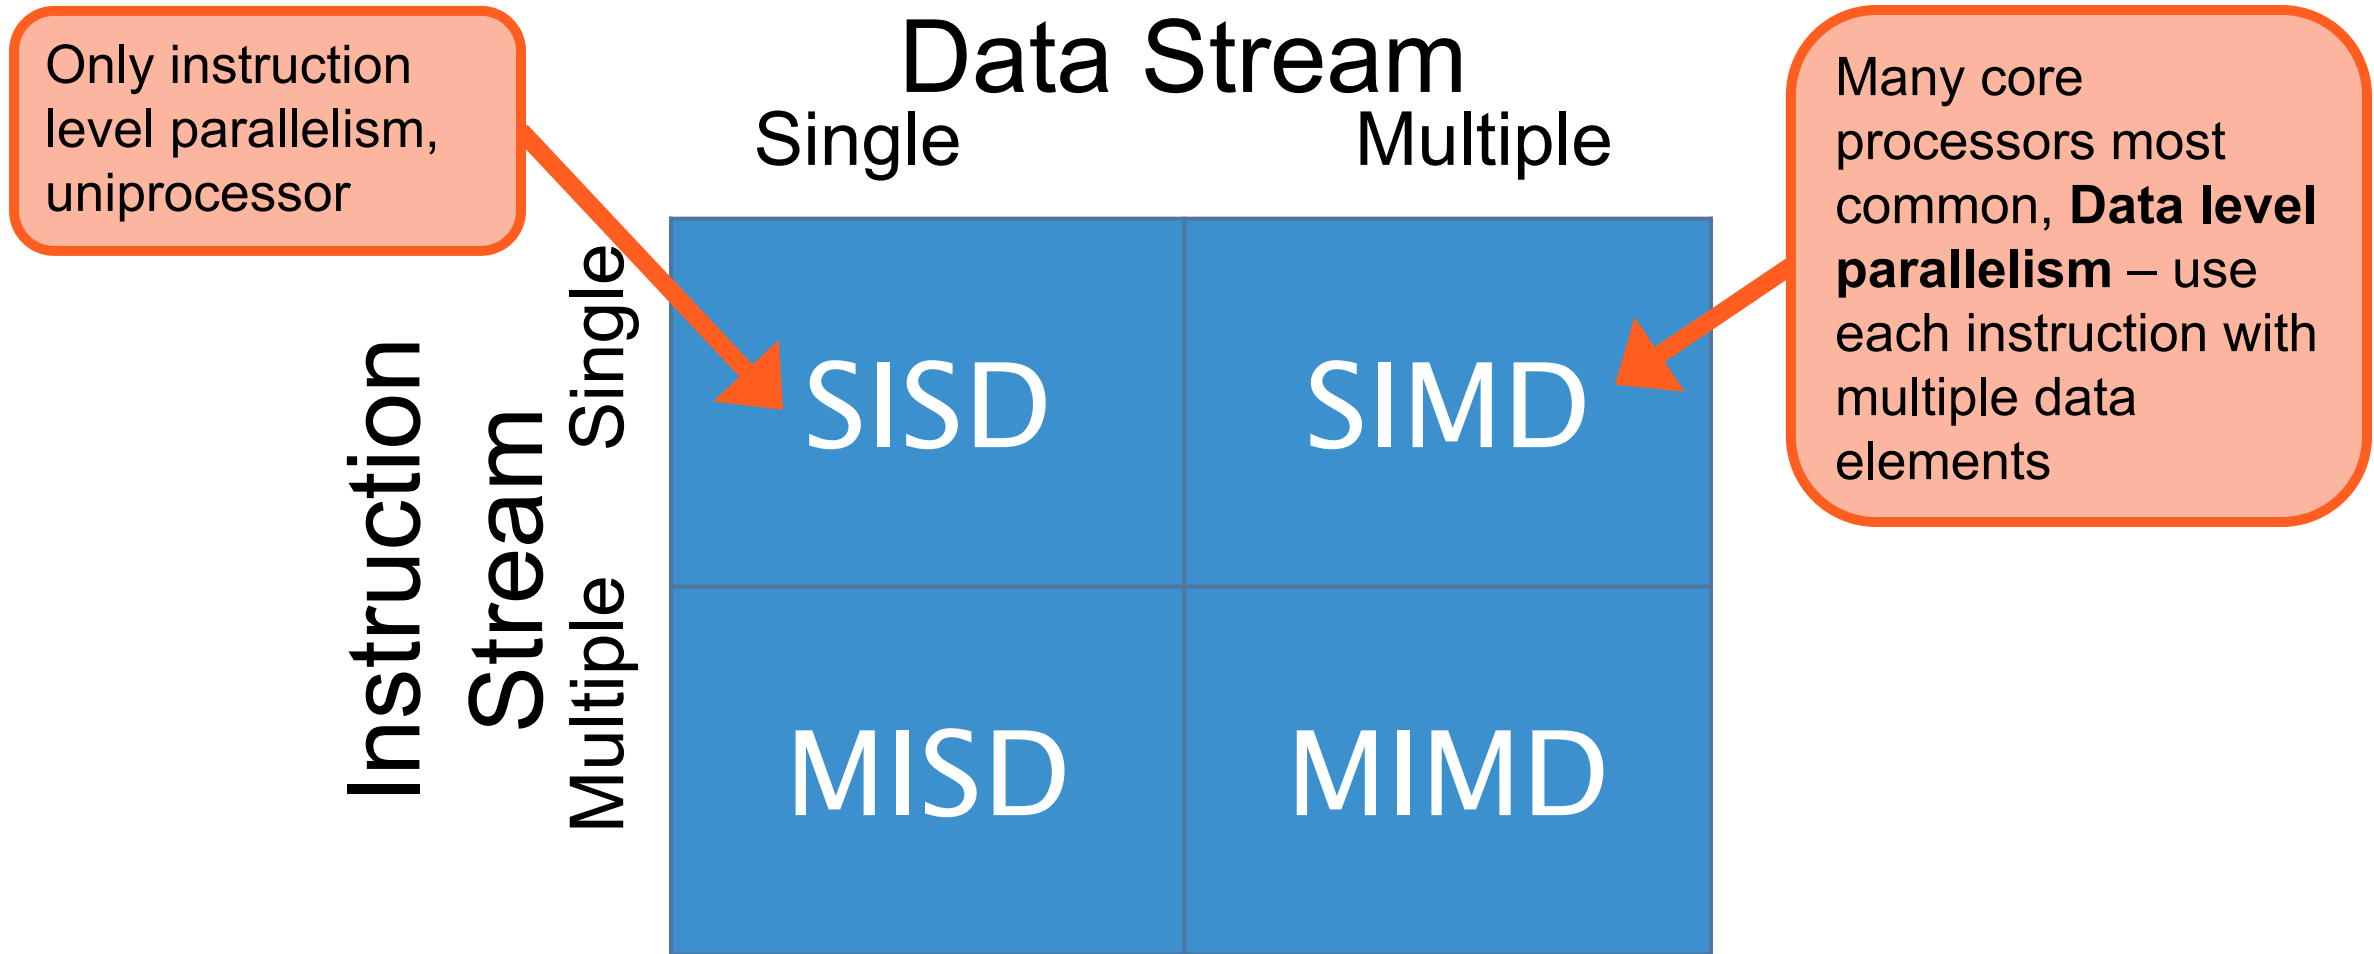 Only instruction
level parallelism,
uniprocessor
Data Stream
Single
Multiple
Many core
processors most
common, Data level
parallelism – use
each instruction with
multiple data
elements
Instruction
Stream
Single
Multiple
SISD
SIMD
MISD
MIMD